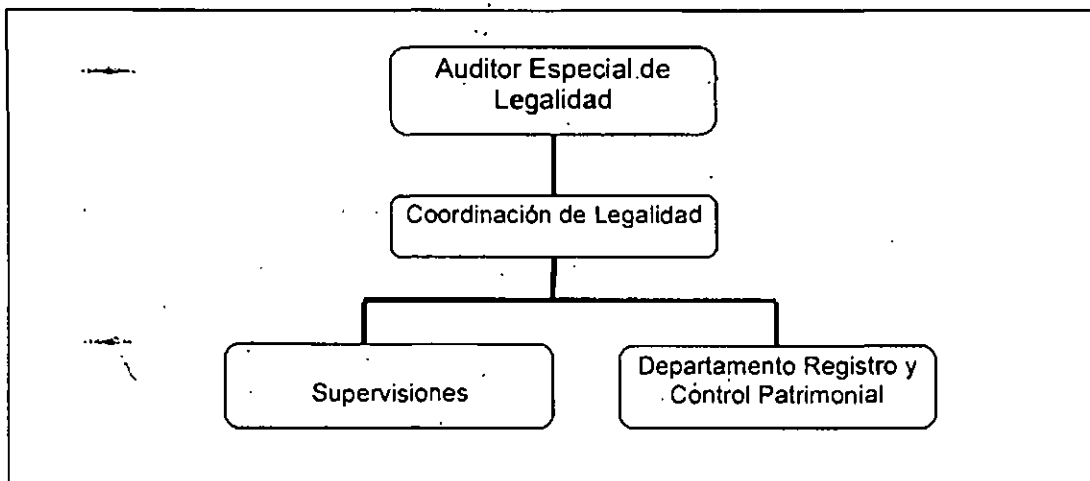 Auditor Especial de
Legalidad
Coordinación de Legalidad
Supervisiones
Departamento Registro y
Control Patrimonial